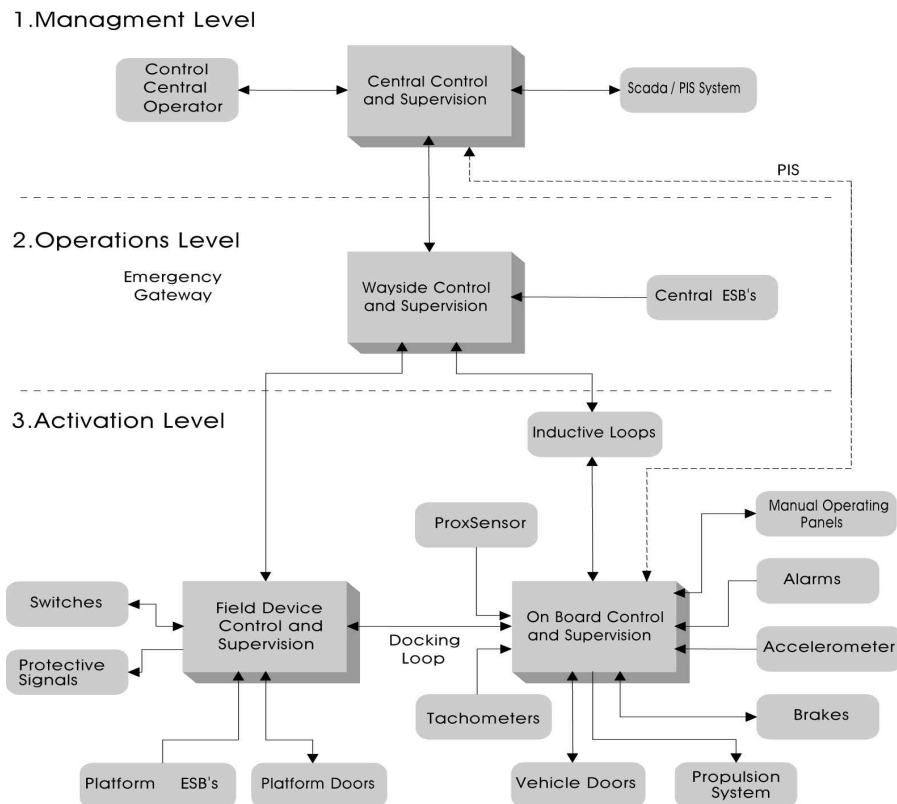 1.Managment Level
Control
Central
Operator
Central Control
and Supervision
Scada / PIS System
PIS
2.Operations Level
Emergency
Gateway
Wayside Control
and Supervision
Central ESB's
3.Activation Level
Inductive Loops
ProxSensor
Manual Operating
Panels
Switches
Field Device
Control and
Supervision
Docking
Loop
On Board Control
and Supervision
Alarms
Protective
Signals
Accelerometer
Tachometers
Brakes
Platform ESB's
Platform Doors
Vehicle Doors
Propulsion
System